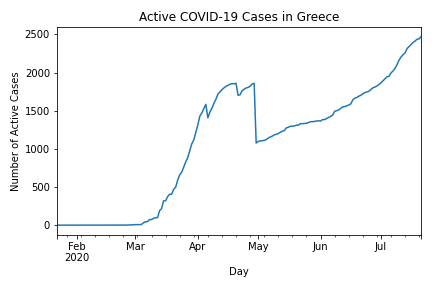 Active COVID-19 Cases in Greece
2500
2000
1500
1000
500
0
Number of Active Cases
Feb Mar Apr May Jun Jul
2020
Day